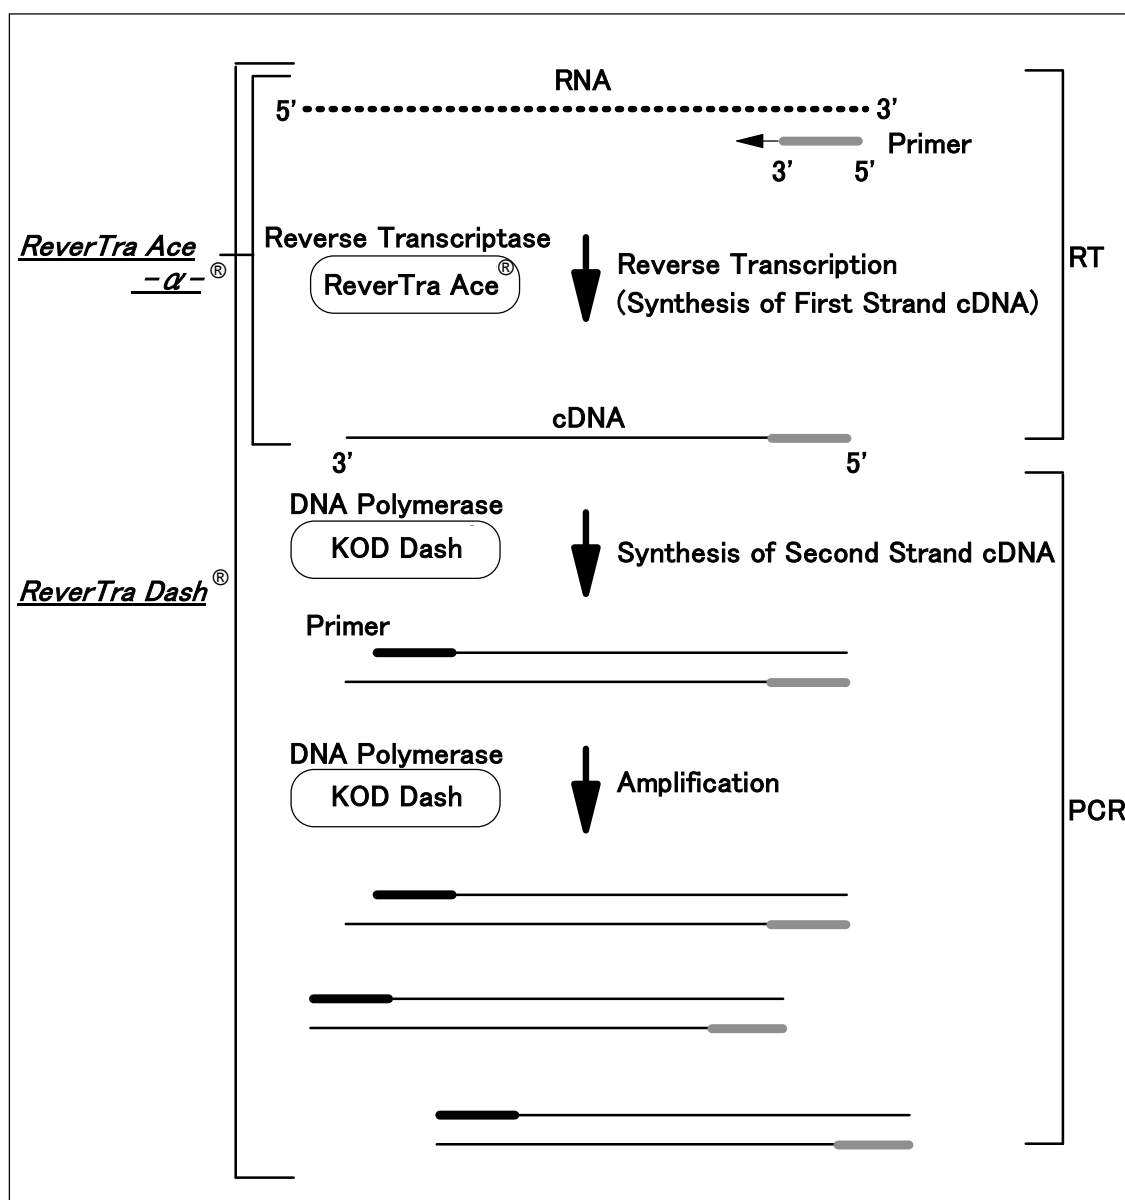 RNA
5’
3’
Primer
3’ 5’
ReverTra Ace
-α-®
Reverse Transcriptase
ReverTra Ace®
Reverse Transcription
(Synthesis of First Strand cDNA)
RT
cDNA
3’
5’
DNA Polymerase
KOD Dash
Synthesis of Second Strand cDNA
ReverTra Dash®
Primer
DNA Polymerase
KOD Dash
Amplification
PCR